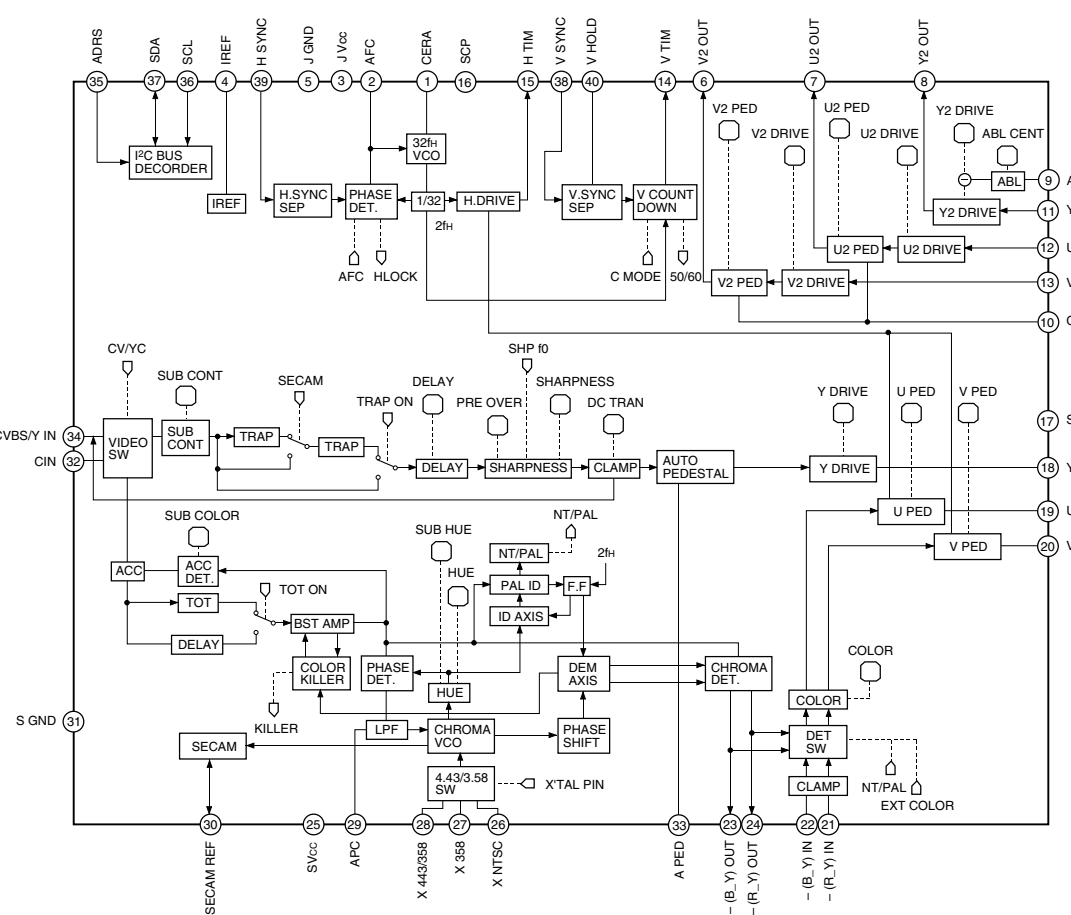 ADRS
SDA
SCL
IREF
H SYNC
J GND
J Vcc
AFC
CERA
SCP
H TIM
V SYNC
V HOLD
V TIM
V2 OUT
U2 OUT
Y2 OUT
35
37
36
4
39
5
3
2
1
16
15
38
40
14
6
7
8
I²C BUS
DECORDER
IREF
H.SYNC
SEP
PHASE
DET.
32fH
VCO
1/32
2fH
H.DRIVE
AFC
HLOCK
V.SYNC
SEP
V COUNT
DOWN
C MODE
50/60
V2 PED
V2 DRIVE
U2 PED
U2 DRIVE
Y2 DRIVE
ABL CENT
ABL
Y2 DRIVE
U2 PED
U2 DRIVE
V2 PED
V2 DRIVE
9
A
11
Y
12
U
13
V
10
CV/YC
SUB CONT
SECAM
TRAP ON
DELAY
PRE OVER
SHP f0
SHARPNESS
DC TRAN
Y DRIVE
U PED
V PED
CVBS/Y IN
34
CIN
32
VIDEO
SW
SUB
CONT
TRAP
TRAP
DELAY
SHARPNESS
CLAMP
AUTO
PEDESTAL
Y DRIVE
U PED
V PED
17
S
18
Y
19
U
20
V
SUB COLOR
ACC
ACC
DET.
TOT
DELAY
TOT ON
BST AMP
COLOR
KILLER
KILLER
PHASE
DET.
SUB HUE
HUE
HUE
NT/PAL
NT/PAL
PAL ID
ID AXIS
2fH
F.F
DEM
AXIS
CHROMA
DET.
COLOR
COLOR
DET
SW
CLAMP
NT/PAL
EXT COLOR
S GND
31
SECAM
LPF
CHROMA
VCO
PHASE
SHIFT
4.43/3.58
SW
X'TAL PIN
30
25
29
28
27
26
33
23
24
22
21
SECAM REF
SVcc
APC
X 443/358
X 358
X NTSC
A PED
– (B_Y) OUT
– (R_Y) OUT
– (B_Y) IN
– (R_Y) IN